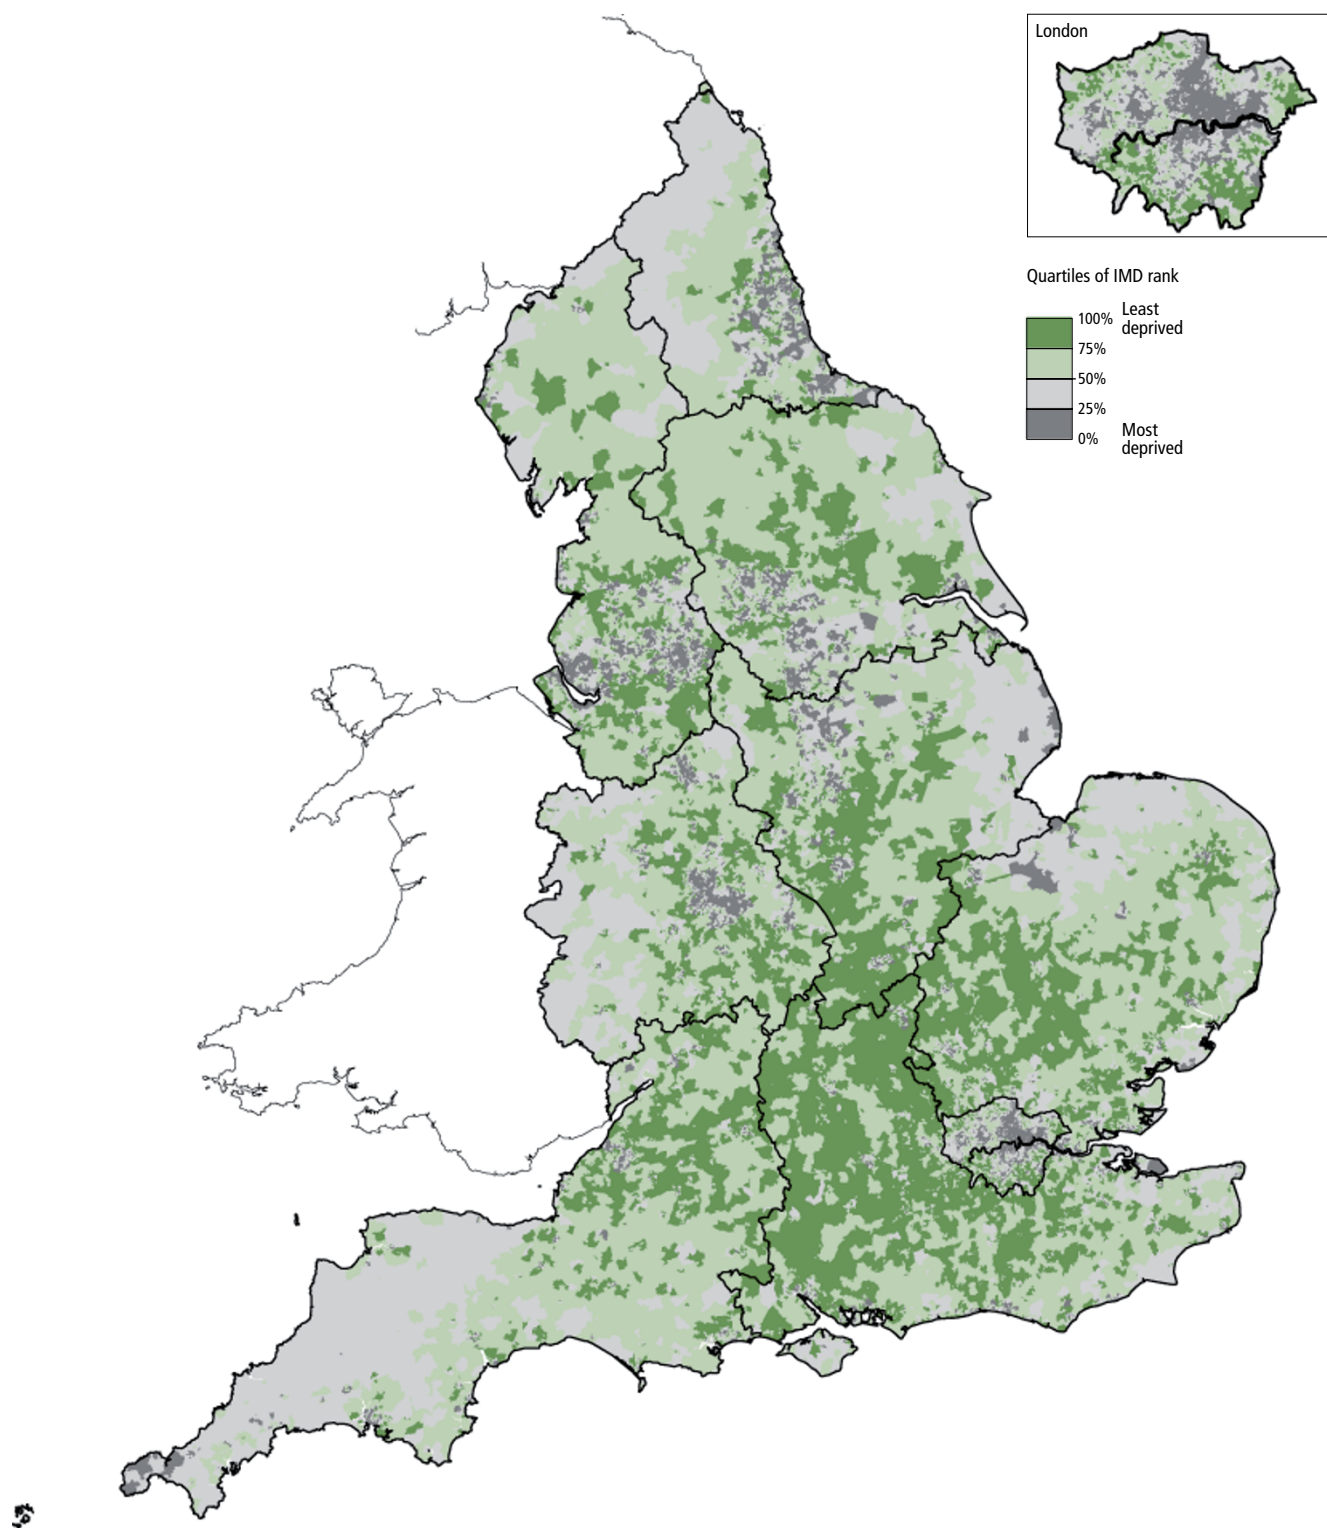 London
Quartiles of IMD rank
100%
Least
deprived
75%
50%
25%
0%
Most
deprived